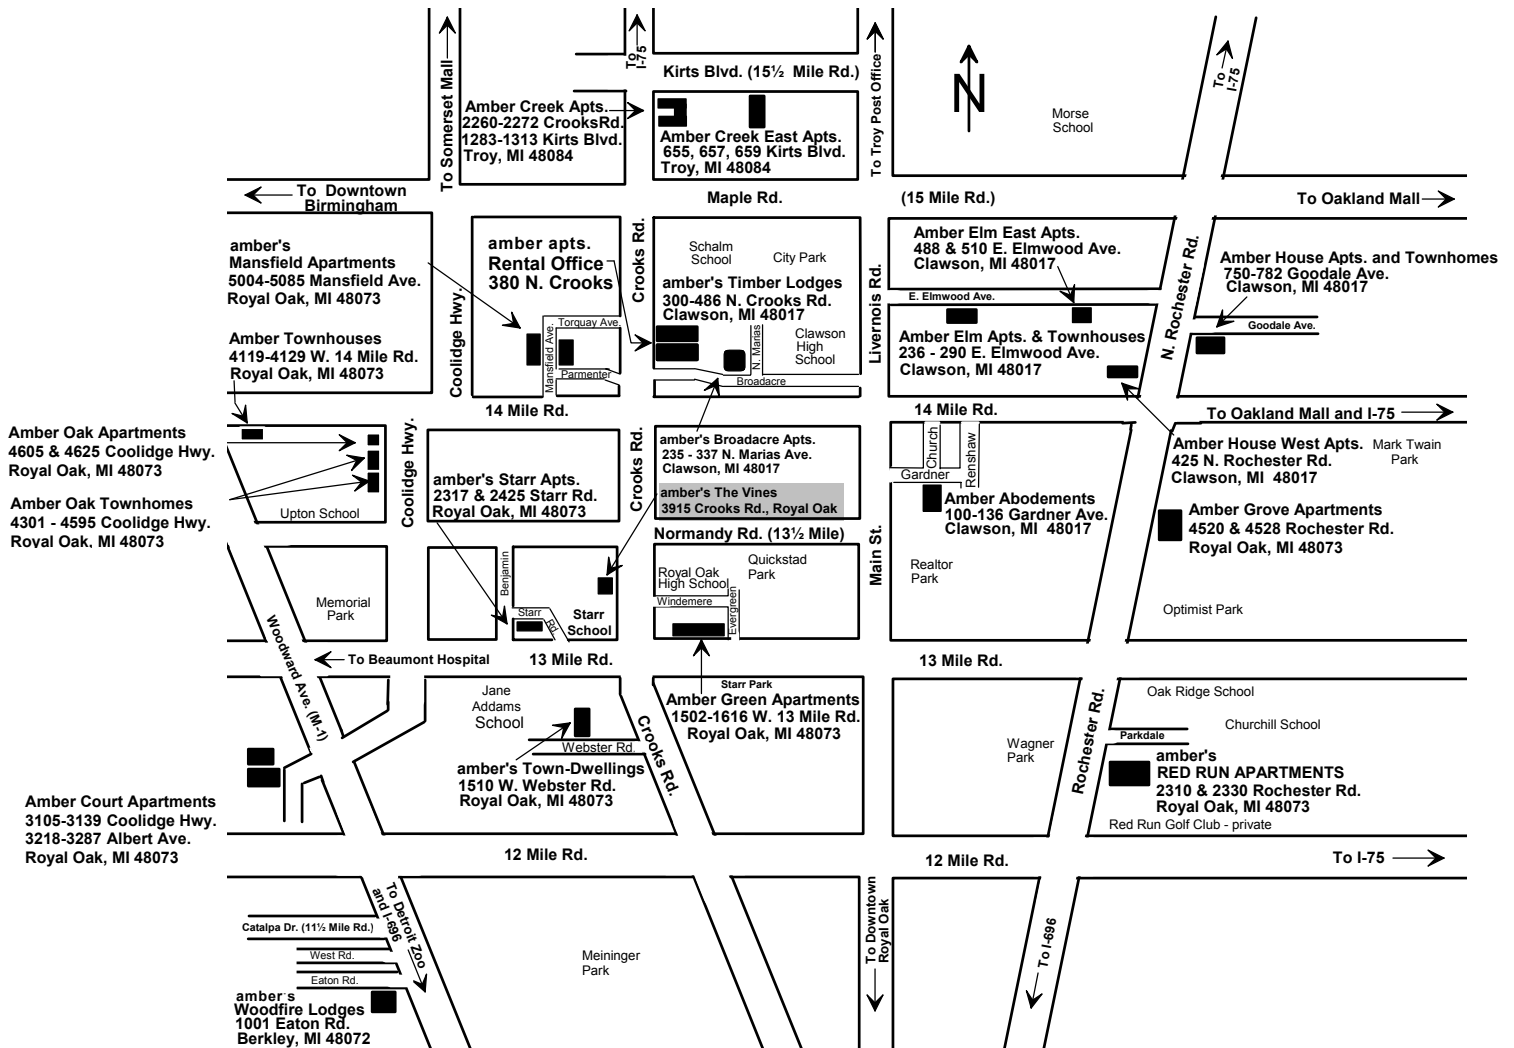 To Somerset Mall
To
I-75
To Troy Post Office
To
I-75
Kirts Blvd. (15½ Mile Rd.)
N
Morse
School
Amber Creek Apts.
2260-2272 CrooksRd.
1283-1313 Kirts Blvd.
Troy, MI 48084
Amber Creek East Apts.
655, 657, 659 Kirts Blvd.
Troy, MI 48084
To Downtown
Birmingham
Maple Rd.
(15 Mile Rd.)
To Oakland Mall
amber's
Mansfield Apartments
5004-5085 Mansfield Ave.
Royal Oak, MI 48073
Amber Townhouses
4119-4129 W. 14 Mile Rd.
Royal Oak, MI 48073
Coolidge Hwy.
amber apts.
Rental Office
380 N. Crooks
Torquay Ave.
Mansfield Ave.
Parmenter
Crooks Rd.
Schalm
School
City Park
amber's Timber Lodges
300-486 N. Crooks Rd.
Clawson, MI 48017
N. Marias
Clawson
High
School
Broadacre
Livernois Rd.
Amber Elm East Apts.
488 & 510 E. Elmwood Ave.
Clawson, MI 48017
E. Elmwood Ave.
Amber Elm Apts. & Townhouses
236 - 290 E. Elmwood Ave.
Clawson, MI 48017
N. Rochester Rd.
Amber House Apts. and Townhomes
750-782 Goodale Ave.
Clawson, MI 48017
Goodale Ave.
14 Mile Rd.
14 Mile Rd.
To Oakland Mall and I-75
Amber Oak Apartments
4605 & 4625 Coolidge Hwy.
Royal Oak, MI 48073
Amber Oak Townhomes
4301 - 4595 Coolidge Hwy.
Royal Oak, MI 48073
Upton School
Coolidge Hwy.
amber's Starr Apts.
2317 & 2425 Starr Rd.
Royal Oak, MI 48073
Crooks Rd.
amber's Broadacre Apts.
235 - 337 N. Marias Ave.
Clawson, MI 48017
amber's The Vines
3915 Crooks Rd., Royal Oak
Church
Renshaw
Gardner
Amber Abodements
100-136 Gardner Ave.
Clawson, MI 48017
Amber House West Apts.
425 N. Rochester Rd.
Clawson, MI 48017
Mark Twain
Park
Amber Grove Apartments
4520 & 4528 Rochester Rd.
Royal Oak, MI 48073
Normandy Rd. (13½ Mile)
Memorial
Park
Benjamin
Starr
Rd.
Starr
School
Royal Oak
High School
Quickstad
Park
Windemere
Evergreen
Main St.
Realtor
Park
Optimist Park
Woodward Ave. (M-1)
To Beaumont Hospital
13 Mile Rd.
13 Mile Rd.
Jane
Addams
School
Webster Rd.
amber's Town-Dwellings
1510 W. Webster Rd.
Royal Oak, MI 48073
Crooks Rd.
Starr Park
Amber Green Apartments
1502-1616 W. 13 Mile Rd.
Royal Oak, MI 48073
Wagner
Park
Rochester Rd.
Oak Ridge School
Churchill School
Parkdale
amber's
RED RUN APARTMENTS
2310 & 2330 Rochester Rd.
Royal Oak, MI 48073
Red Run Golf Club - private
Amber Court Apartments
3105-3139 Coolidge Hwy.
3218-3287 Albert Ave.
Royal Oak, MI 48073
12 Mile Rd.
12 Mile Rd.
To I-75
To Detroit Zoo
and I-696
Catalpa Dr. (11½ Mile Rd.)
West Rd.
Eaton Rd.
amber's
Woodfire Lodges
1001 Eaton Rd.
Berkley, MI 48072
Meininger
Park
To Downtown
Royal Oak
To I-696